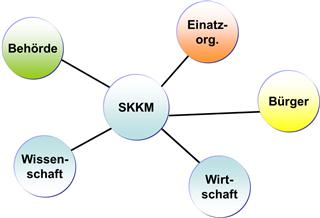 Einatz-
org.
Behörde
SKKM
Bürger
Wissen-
schaft
Wirt-
schaft